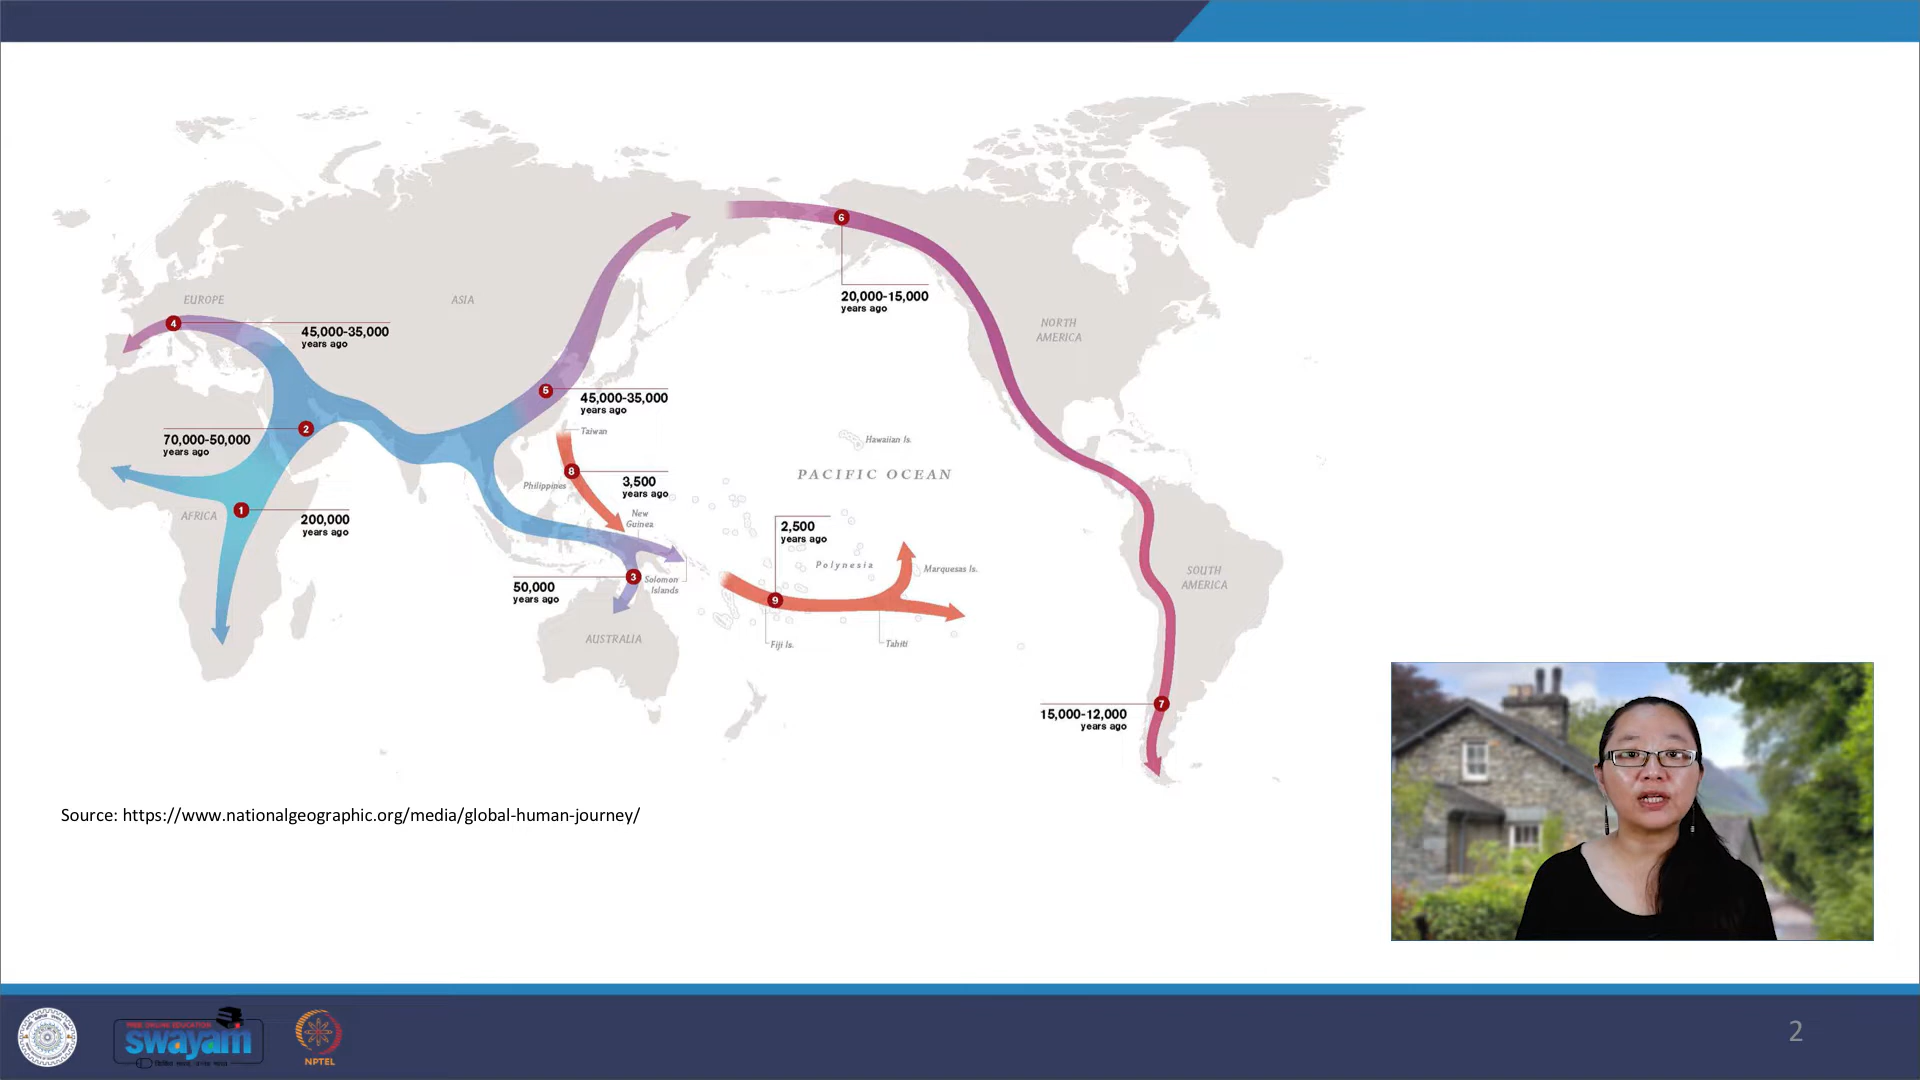 6
20,000-15,000
years ago
EUROPE
ASIA
NORTH
AMERICA
4
45,000-35,000
years ago
5
45,000-35,000
years ago
2
70,000-50,000
years ago
Taiwan
Hawaiian Is.
8
3,500
years ago
Philippines
PACIFIC OCEAN
1
AFRICA
200,000
years ago
New
Guinea
2,500
years ago
Polynesia
Marquesas Is.
3
50,000
years ago
Solomon
Islands
9
SOUTH
AMERICA
AUSTRALIA
Fiji Is.
Tahiti
7
15,000-12,000
years ago
Source: https://www.nationalgeographic.org/media/global-human-journey/
FREE ONLINE EDUCATION
swayam
NPTEL
2